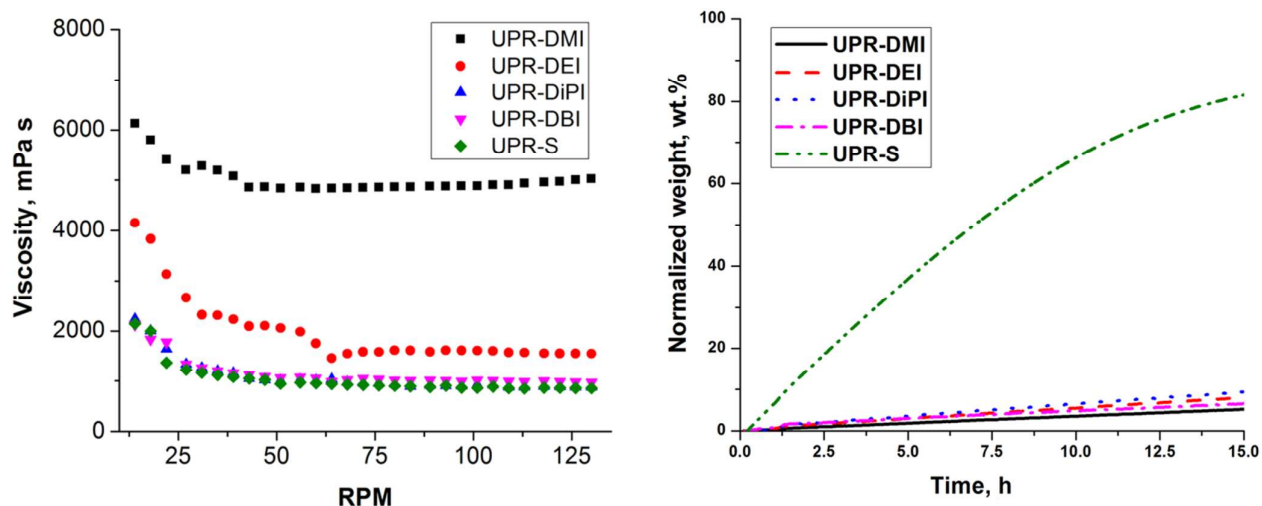 8000
6000
4000
2000
0
Viscosity, mPa s
25
50
75
100
125
RPM
UPR-DMI
UPR-DEI
UPR-DiPI
UPR-DBI
UPR-S
100
80
60
40
20
0
Normalized weight, wt.%
0.0
2.5
5.0
7.5
10.0
12.5
15.0
Time, h
UPR-DMI
UPR-DEI
UPR-DiPI
UPR-DBI
UPR-S